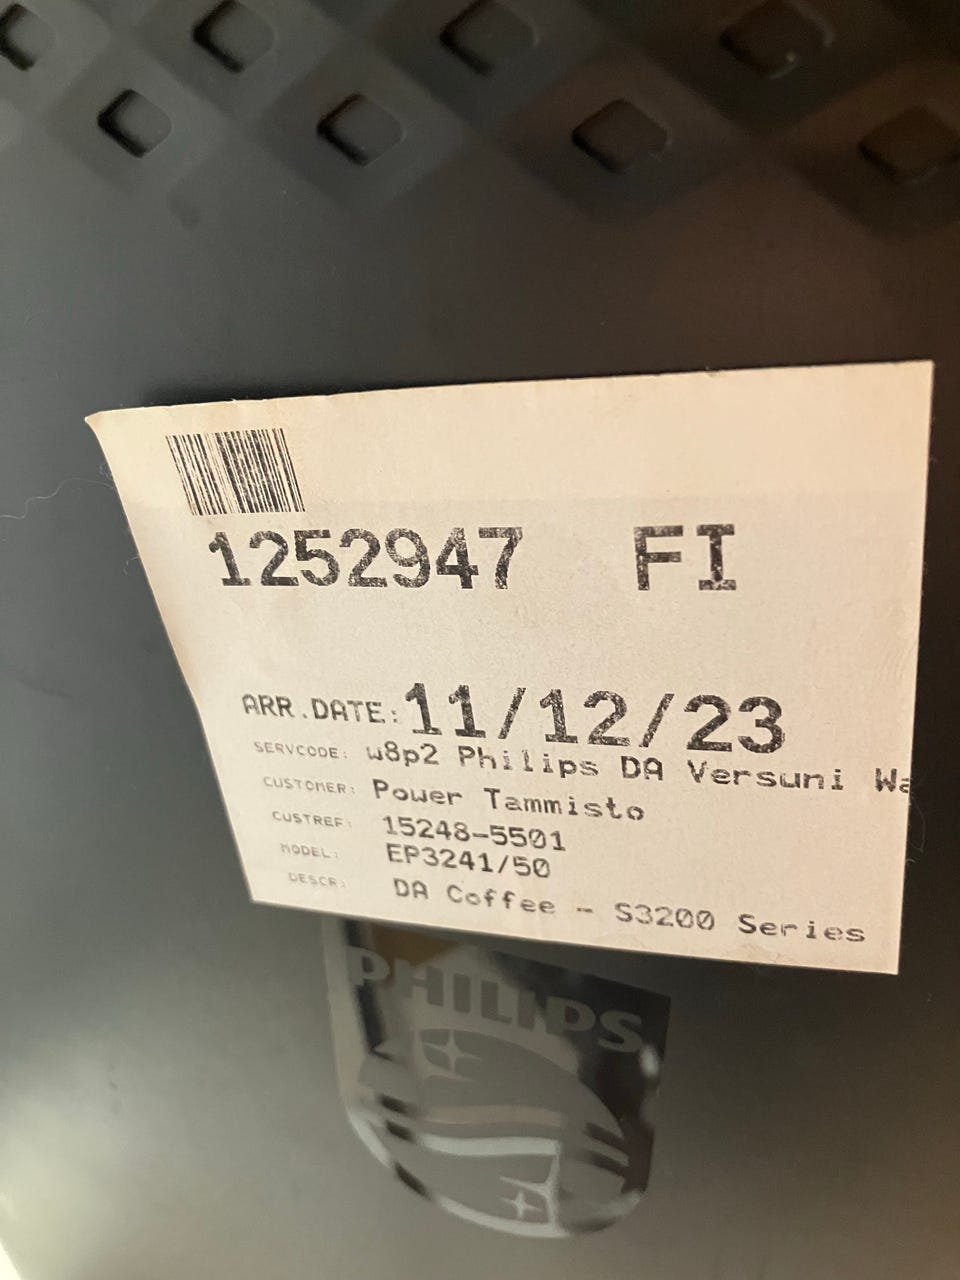 1252947 FI
ARR.DATE: 11/12/23
SERVCODE: w8p2 Philips DA Versuni Wa
CUSTOMER: Power Tammisto
CUSTREF: 15248-5501
MODEL: EP3241/50
DESCR: DA Coffee - S3200 Series
PHILIPS